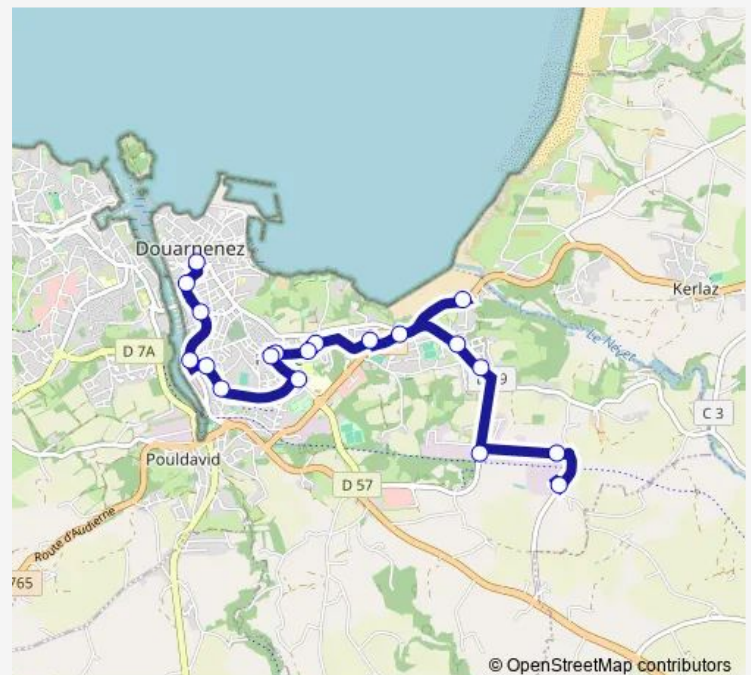 Douarnenez
Kerlaz
Le Névet
D 7A
C 3
Pouldavid
D 57
Route d'Audierne
765
© OpenStreetMap contributors